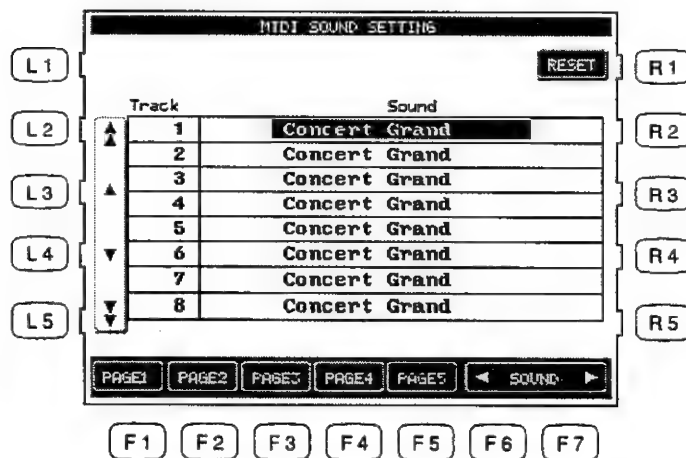 MIDI SOUND SETTING
L1 RESET R1
Track Sound
L2 1 Concert Grand R2
2 Concert Grand
L3 3 Concert Grand R3
4 Concert Grand
5 Concert Grand
L4 6 Concert Grand R4
7 Concert Grand
L5 8 Concert Grand R5
PAGE1 PAGE2 PAGE3 PAGE4 PAGE5 SOUND
F1 F2 F3 F4 F5 F6 F7